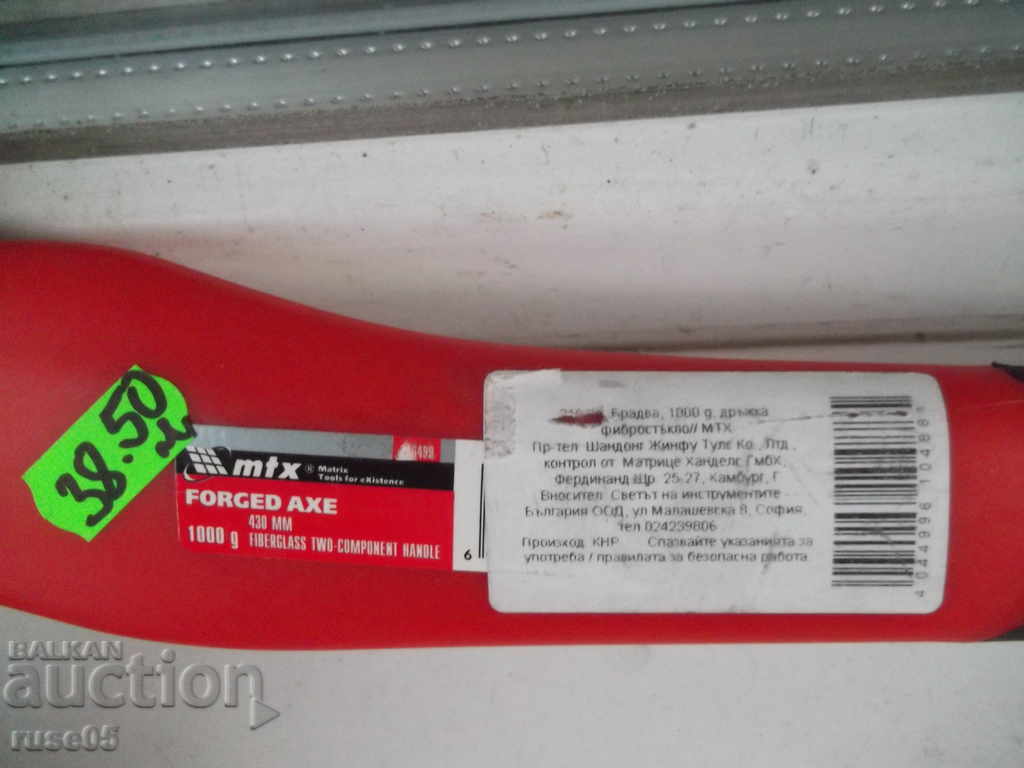 38.50
mtx ® Matrix
Tools for eXistence
FORGED AXE
430 MM
1000 g FIBERGLASS TWO-COMPONENT HANDLE
6
Брадва, 1000 g, дръжка
фибростъкло// MTX
Пр-тел Шандонг Жинфу Тулс Ко., Лтд.,
контрол от Матрице Ханделс ГмбХ,
Фердинанд Щр. 25-27, Хамбург, Г
Вносител Светът на инструментите
България ООД, ул Малашевска 8, София,
тел 024239806
Произход КНР Спазвайте указанията за
употреба / правилата за безопасна работа
BALKAN
auction
ruse05